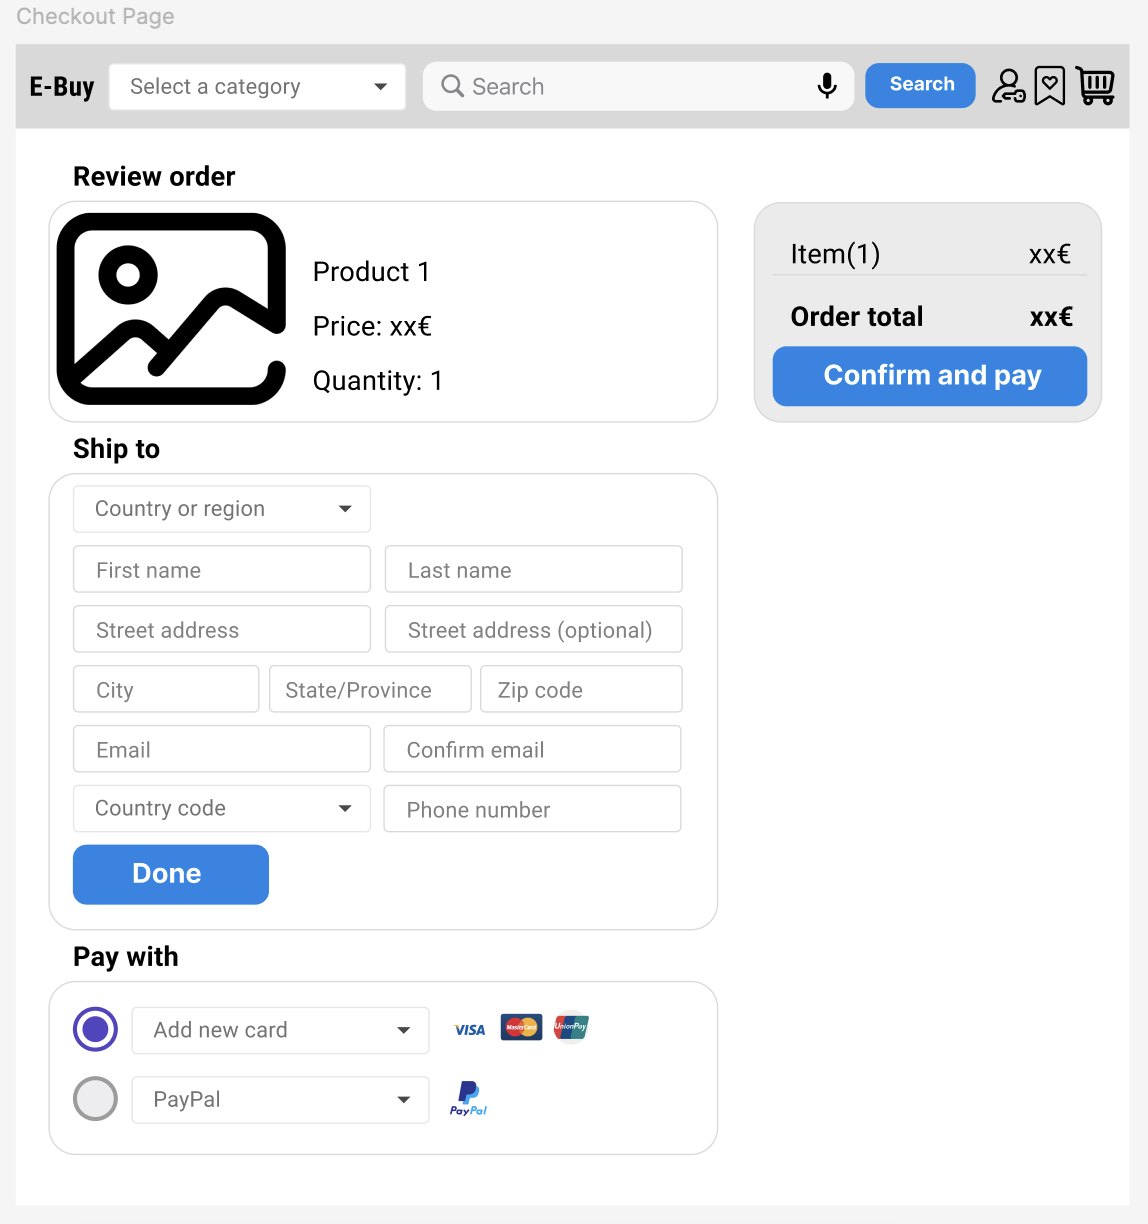 Checkout Page
E-Buy
Select a category
Search
Search
Review order
Product 1
Price: xx€
Quantity: 1
Item(1) xx€
Order total xx€
Confirm and pay
Ship to
Country or region
First name
Last name
Street address
Street address (optional)
City
State/Province
Zip code
Email
Confirm email
Country code
Phone number
Done
Pay with
Add new card
VISA
MasterCard
UnionPay
PayPal
PayPal